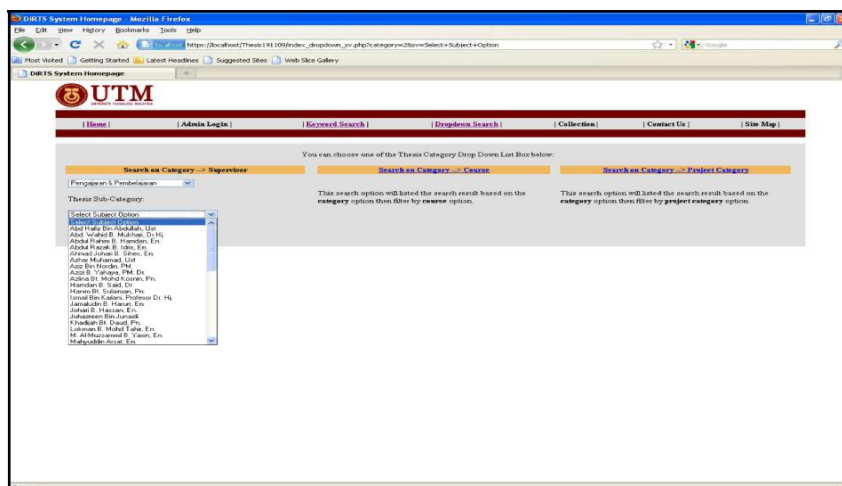 DiRTS System Homepage - Mozilla Firefox
File Edit View History Bookmarks Tools Help
localhost https://localhost/Thesis191109/index_dropdown_sv.php?category=2&sv=Select+Subject+Option
Google
Most Visited Getting Started Latest Headlines Suggested Sites Web Slice Gallery
DiRTS System Homepage
UTM
UNIVERSITI TEKNOLOGI MALAYSIA
| Home | | Admin Login | | Keyword Search | | Dropdown Search | | Collection | | Contact Us | | Site Map |
You can choose one of the Thesis Category Drop Down List Box below:
Search on Category --> Supervisor
Pengajaran & Pembelajaran
Thesis Sub-Category:
Select Subject Option
Select Subject Option
Abd Hafiz Bin Abdullah, Ust
Abd. Wahid B. Mukhari, Dr.Hj
Abdul Rahim B. Hamdan, En.
Abdul Razak B. Idris, En.
Ahmad Johari B. Sihes, En.
Azhar Muhamad, Ust
Aziz Bin Nordin, PM.
Azizi B. Yahaya, PM, Dr.
Azlina Bt. Mohd Kosnin, Pn.
Hamdan B. Said, Dr
Hanim Bt. Sulaiman, Pn.
Ismail Bin Kailani, Profesor Dr. Hj
Jamaludin B. Harun, En.
Johari B. Hassan, En.
Juhazren Bin Junaidi
Khadijah Bt. Daud, Pn.
Lokman B. Mohd Tahir, En.
M. Al-Muzzammil B. Yasin, En.
Mahyuddin Arsat, En.
Search on Category --> Course
This search option will listed the search result based on the
category option then filter by course option.
Search on Category --> Project Category
This search option will listed the search result based on the
category option then filter by project category option.